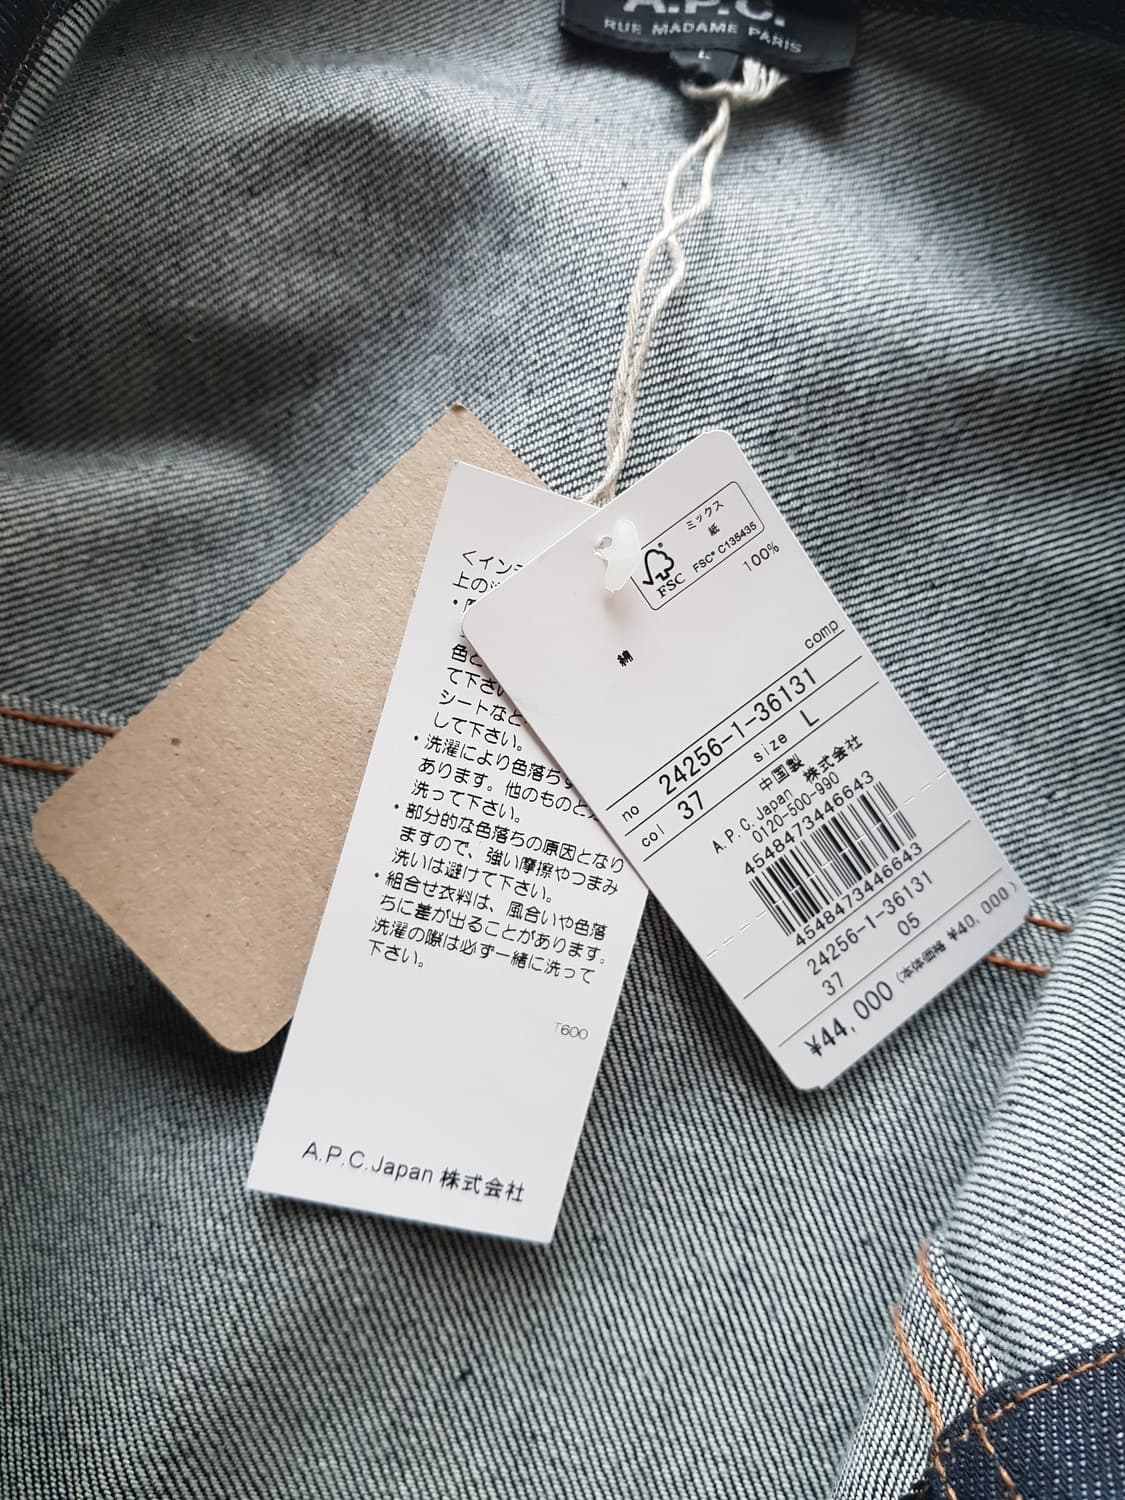 A.P.C.
RUE MADAME PARIS
L
<イン
上の
色と
て下さい
シートなど
して下さい。
・洗濯により色落ち
あります。他のものと
洗って下さい。
・部分的な色落ちの原因となり
ますので、強い摩擦やつまみ
洗いは避けて下さい。
・組合せ衣料は、風合いや色落
ちに差が出ることがあります。
洗濯の際は必ず一緒に洗って
下さい。
T600
A.P.C.Japan 株式会社
ミックス
紙
FSC® C135435
FSC
綿 100%
comp
no 24256-1-36131
col 37 size L
中国製
A.P.C.Japan 株式会社
0120-500-990
4548473446643
4548473446643
24256-1-36131
37 05
¥44,000 (本体価格 ¥40,000)